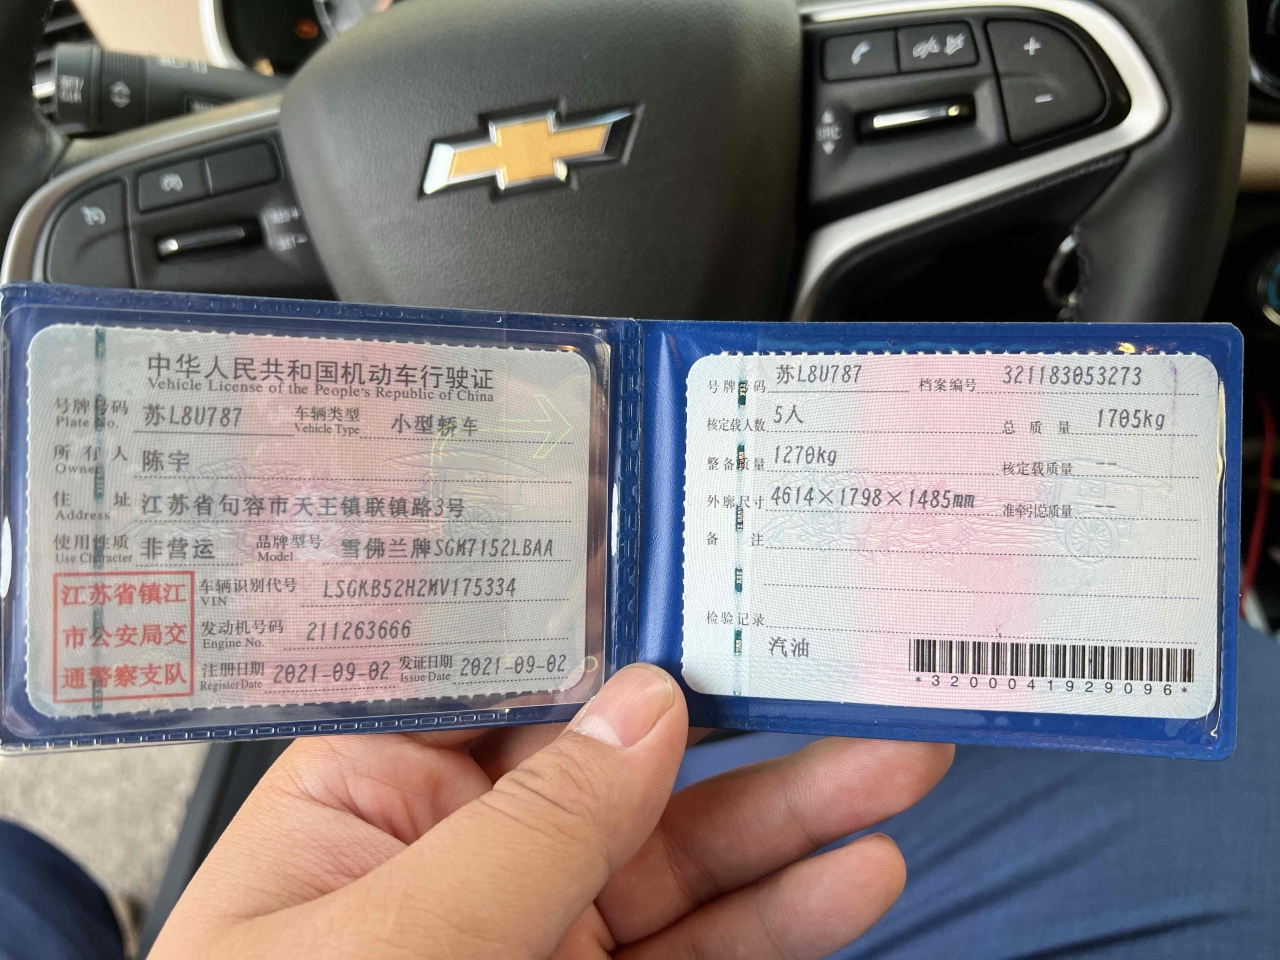 中华人民共和国机动车行驶证
Vehicle License of the People's Republic of China
号牌号码 苏L8U787 车辆类型 小型轿车
Plate No. Vehicle Type
所有人 陈宇
Owner
住址 江苏省句容市天王镇联镇路3号
Address
使用性质 非营运 品牌型号 雪佛兰牌SGM7152LBAA
Use Character Model
江苏省镇江
市公安局交
通警察支队
车辆识别代号 LSGKB52H2MV175334
VIN
发动机号码 211263666
Engine No.
注册日期 2021-09-02 发证日期 2021-09-02
Register Date Issue Date
号牌号码 苏L8U787 档案编号 321183053273
核定载人数 5人 总质量 1705kg
整备质量 1270kg 核定载质量 --
外廓尺寸 4614×1798×1485mm 准牵引总质量 --
备注
检验记录
汽油
*3200041929096*